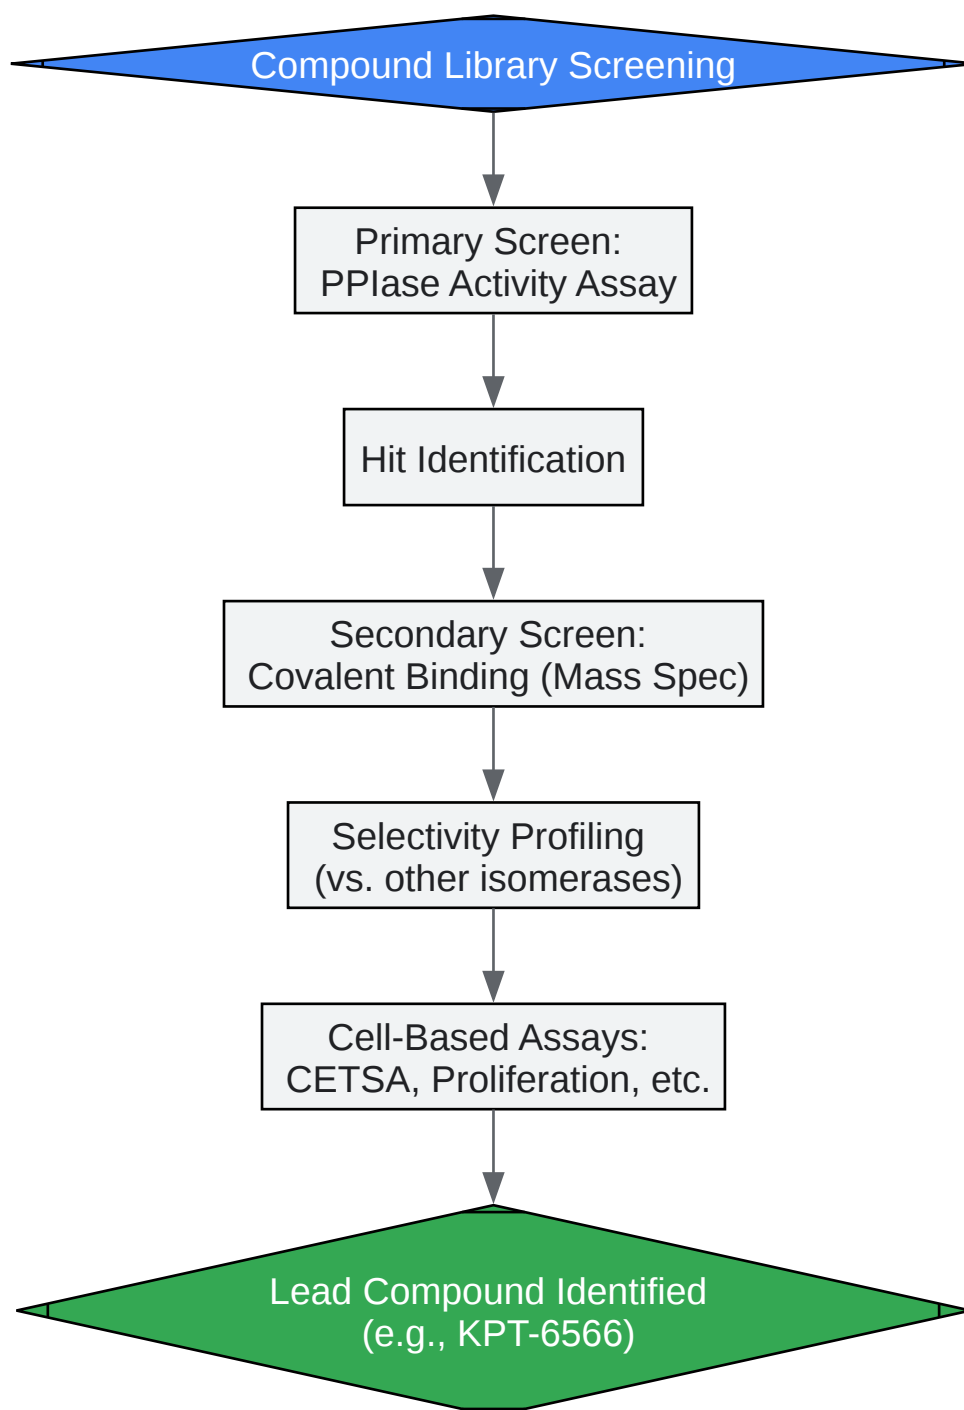 Compound Library Screening
Primary Screen:
PPIase Activity Assay
Hit Identification
Secondary Screen:
Covalent Binding (Mass Spec)
Selectivity Profiling
(vs. other isomerases)
Cell-Based Assays:
CETSA, Proliferation, etc.
Lead Compound Identified
(e.g., KPT-6566)